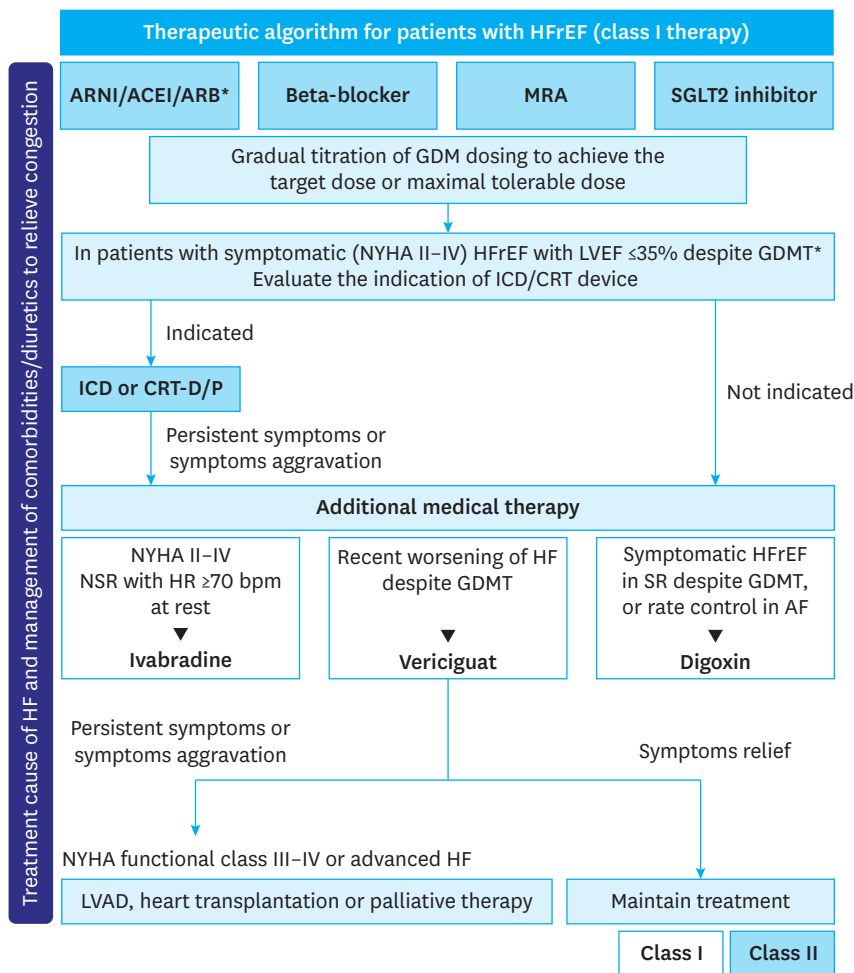 Therapeutic algorithm for patients with HFrEF (class I therapy)
Treatment cause of HF and management of comorbidities/diuretics to relieve congestion
ARNI/ACEI/ARB*
Beta-blocker
MRA
SGLT2 inhibitor
Gradual titration of GDM dosing to achieve the
target dose or maximal tolerable dose
In patients with symptomatic (NYHA II–IV) HFrEF with LVEF ≤35% despite GDMT*
Evaluate the indication of ICD/CRT device
Indicated
ICD or CRT-D/P
Not indicated
Persistent symptoms or
symptoms aggravation
Additional medical therapy
NYHA II–IV
NSR with HR ≥70 bpm
at rest
▼
Ivabradine
Recent worsening of HF
despite GDMT
▼
Vericiguat
Symptomatic HFrEF
in SR despite GDMT,
or rate control in AF
▼
Digoxin
Persistent symptoms or
symptoms aggravation
Symptoms relief
NYHA functional class III–IV or advanced HF
LVAD, heart transplantation or palliative therapy
Maintain treatment
Class I
Class II